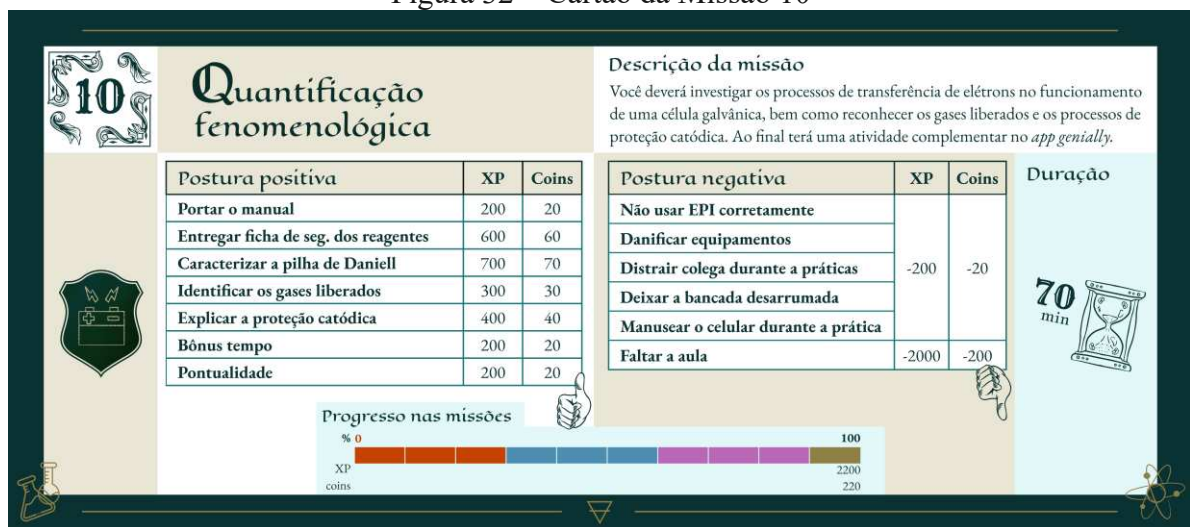 Figura 32 – Cartão da Missão 10
10
Quantificação
fenomenológica
Descrição da missão
Você deverá investigar os processos de transferência de elétrons no funcionamento
de uma célula galvânica, bem como reconhecer os gases liberados e os processos de
proteção catódica. Ao final terá uma atividade complementar no app genially.
Postura positiva XP Coins
Portar o manual 200 20
Entregar ficha de seg. dos reagentes 600 60
Caracterizar a pilha de Daniell 700 70
Identificar os gases liberados 300 30
Explicar a proteção catódica 400 40
Bônus tempo 200 20
Pontualidade 200 20
Postura negativa XP Coins
Não usar EPI corretamente
Danificar equipamentos
Distrair colega durante a práticas -200 -20
Deixar a bancada desarrumada
Manusear o celular durante a prática
Faltar a aula -2000 -200
Duração
70
min
Progresso nas missões
% 0 100
XP 2200
coins 220